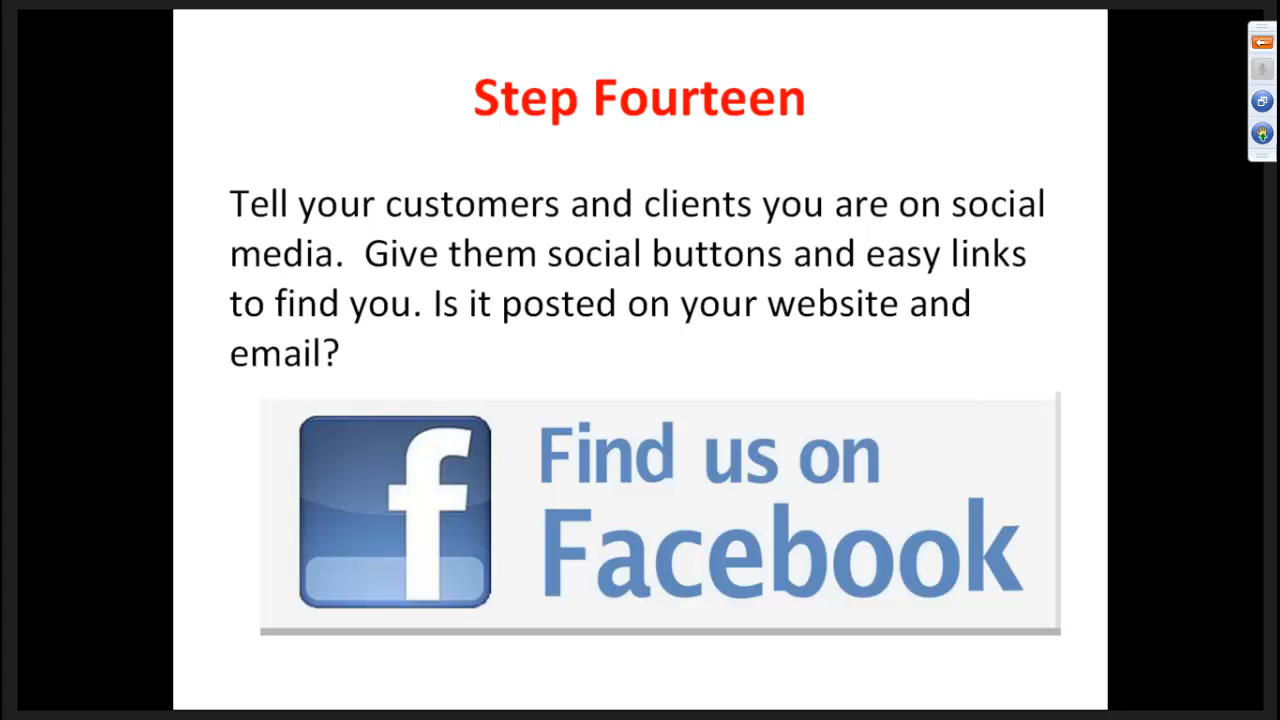 Step Fourteen
Tell your customers and clients you are on social
media.  Give them social buttons and easy links
to find you. Is it posted on your website and
email?
f
Find us on
Facebook